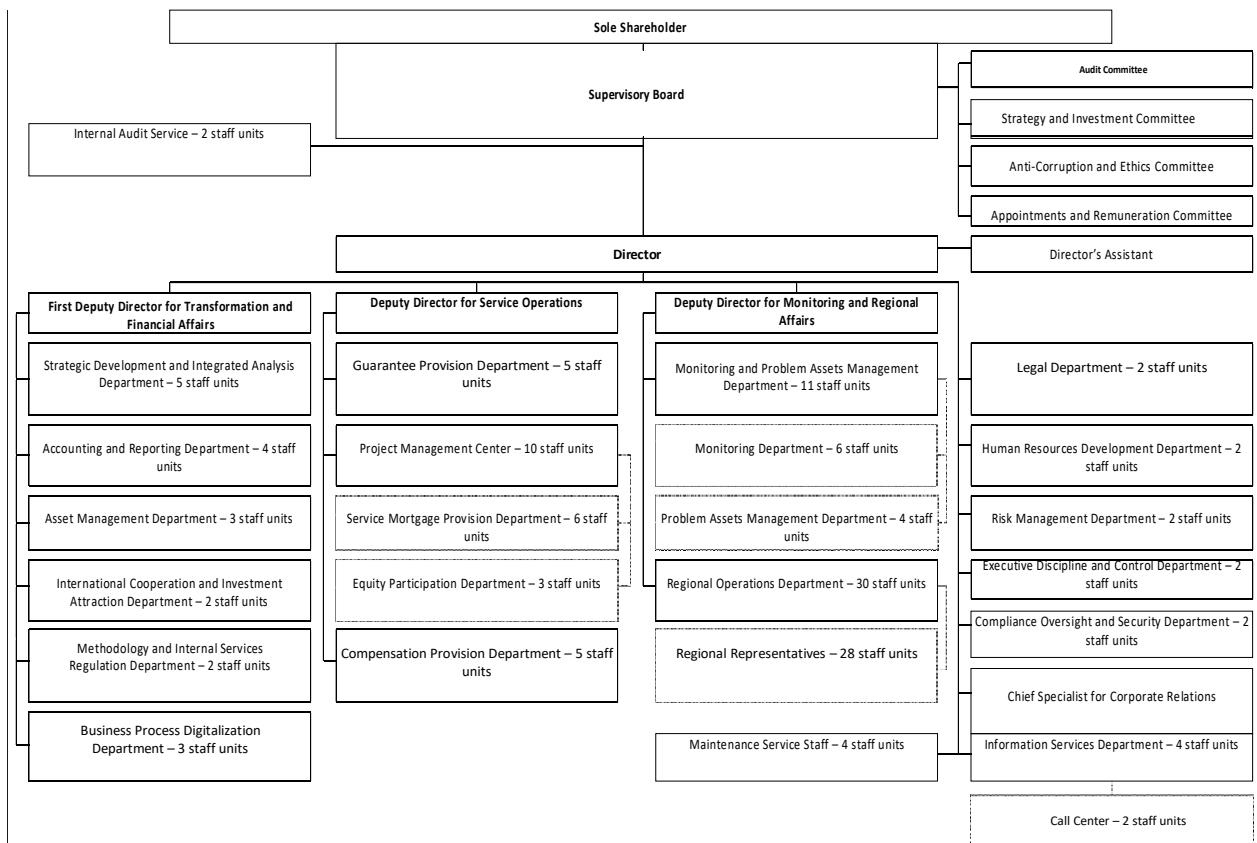 Sole Shareholder
Supervisory Board
Audit Committee
Strategy and Investment Committee
Anti-Corruption and Ethics Committee
Appointments and Remuneration Committee
Internal Audit Service – 2 staff units
Director
Director’s Assistant
First Deputy Director for Transformation and
Financial Affairs
Strategic Development and Integrated Analysis
Department – 5 staff units
Accounting and Reporting Department – 4 staff
units
Asset Management Department – 3 staff units
International Cooperation and Investment
Attraction Department – 2 staff units
Methodology and Internal Services
Regulation Department – 2 staff units
Business Process Digitalization
Department – 3 staff units
Deputy Director for Service Operations
Guarantee Provision Department – 5 staff
units
Project Management Center – 10 staff units
Service Mortgage Provision Department – 6 staff
units
Equity Participation Department – 3 staff units
Compensation Provision Department – 5 staff
units
Deputy Director for Monitoring and Regional
Affairs
Monitoring and Problem Assets Management
Department – 11 staff units
Monitoring Department – 6 staff units
Problem Assets Management Department – 4 staff
units
Regional Operations Department – 30 staff units
Regional Representatives – 28 staff units
Maintenance Service Staff – 4 staff units
Legal Department – 2 staff units
Human Resources Development Department – 2
staff units
Risk Management Department – 2 staff units
Executive Discipline and Control Department – 2
staff units
Compliance Oversight and Security Department – 2
staff units
Chief Specialist for Corporate Relations
Information Services Department – 4 staff units
Call Center – 2 staff units